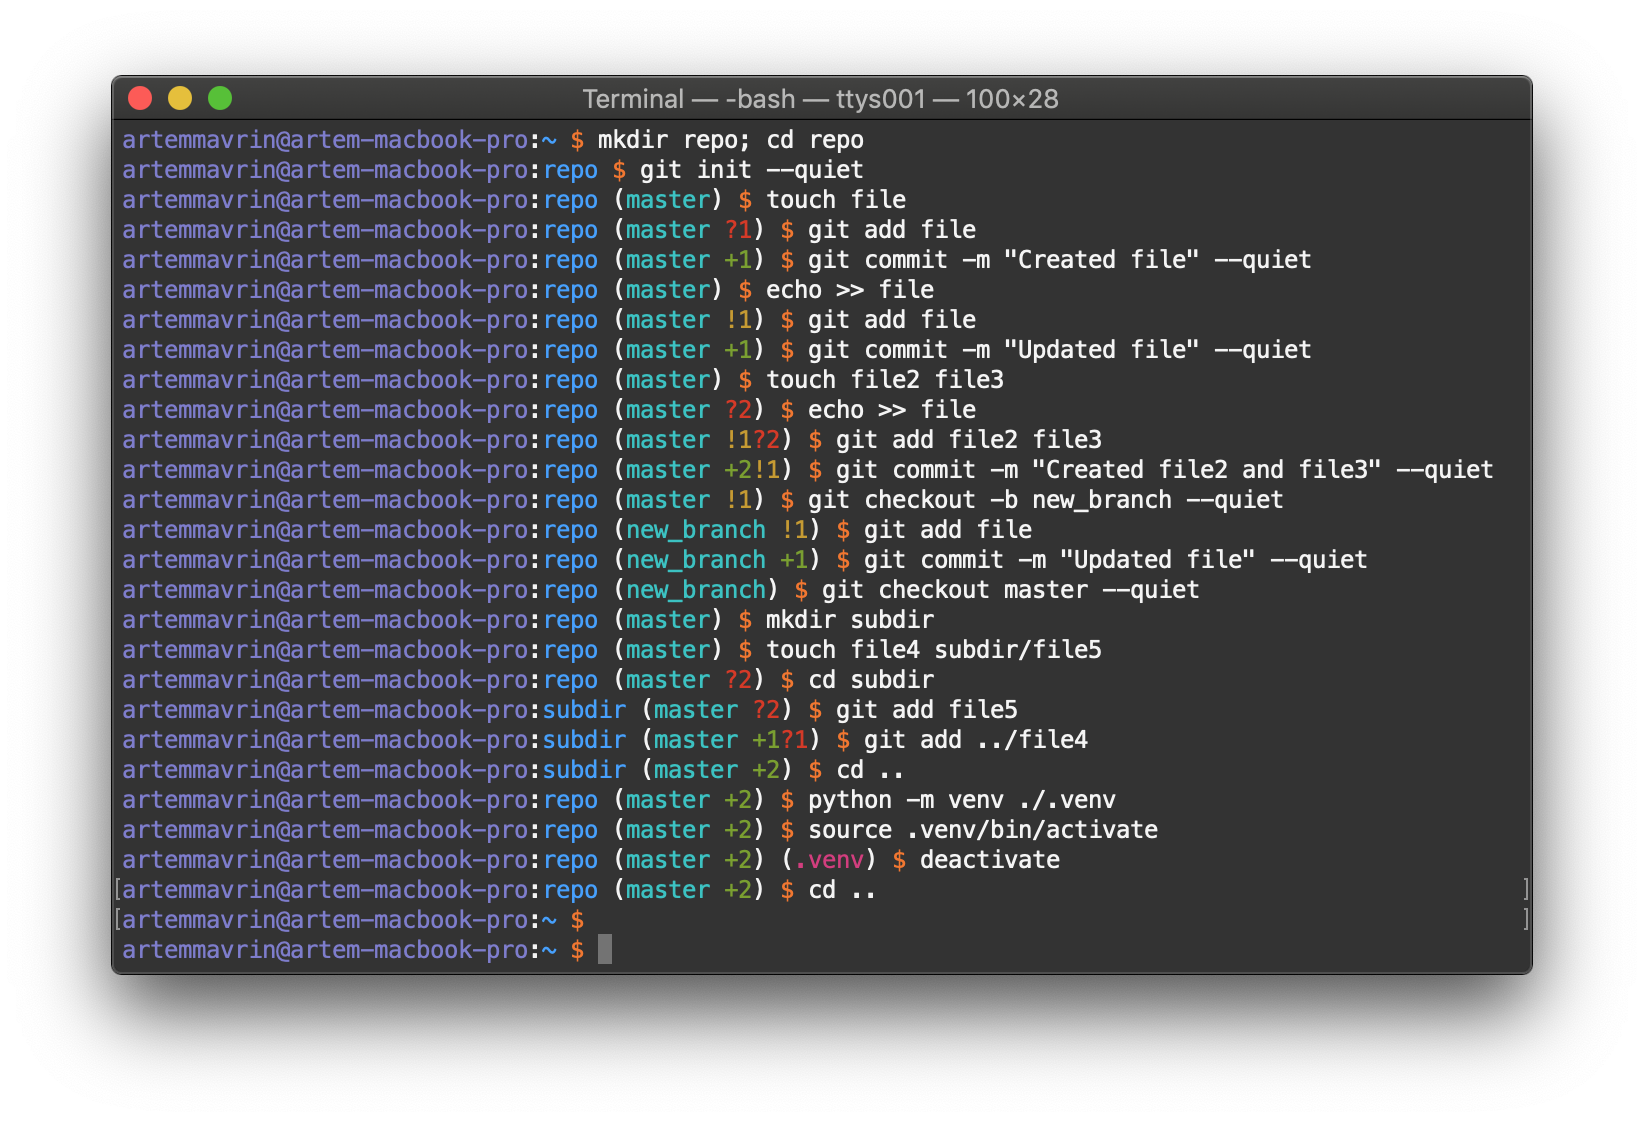 Terminal — -bash — ttys001 — 100×28
artemmavrin@artem-macbook-pro:~ $ mkdir repo; cd repo
artemmavrin@artem-macbook-pro:repo $ git init --quiet
artemmavrin@artem-macbook-pro:repo (master) $ touch file
artemmavrin@artem-macbook-pro:repo (master ?1) $ git add file
artemmavrin@artem-macbook-pro:repo (master +1) $ git commit -m "Created file" --quiet
artemmavrin@artem-macbook-pro:repo (master) $ echo >> file
artemmavrin@artem-macbook-pro:repo (master !1) $ git add file
artemmavrin@artem-macbook-pro:repo (master +1) $ git commit -m "Updated file" --quiet
artemmavrin@artem-macbook-pro:repo (master) $ touch file2 file3
artemmavrin@artem-macbook-pro:repo (master ?2) $ echo >> file
artemmavrin@artem-macbook-pro:repo (master !1?2) $ git add file2 file3
artemmavrin@artem-macbook-pro:repo (master +2!1) $ git commit -m "Created file2 and file3" --quiet
artemmavrin@artem-macbook-pro:repo (master !1) $ git checkout -b new_branch --quiet
artemmavrin@artem-macbook-pro:repo (new_branch !1) $ git add file
artemmavrin@artem-macbook-pro:repo (new_branch +1) $ git commit -m "Updated file" --quiet
artemmavrin@artem-macbook-pro:repo (new_branch) $ git checkout master --quiet
artemmavrin@artem-macbook-pro:repo (master) $ mkdir subdir
artemmavrin@artem-macbook-pro:repo (master) $ touch file4 subdir/file5
artemmavrin@artem-macbook-pro:repo (master ?2) $ cd subdir
artemmavrin@artem-macbook-pro:subdir (master ?2) $ git add file5
artemmavrin@artem-macbook-pro:subdir (master +1?1) $ git add ../file4
artemmavrin@artem-macbook-pro:subdir (master +2) $ cd ..
artemmavrin@artem-macbook-pro:repo (master +2) $ python -m venv ./.venv
artemmavrin@artem-macbook-pro:repo (master +2) $ source .venv/bin/activate
artemmavrin@artem-macbook-pro:repo (master +2) (.venv) $ deactivate
[artemmavrin@artem-macbook-pro:repo (master +2) $ cd .. ]
[artemmavrin@artem-macbook-pro:~ $ ]
artemmavrin@artem-macbook-pro:~ $